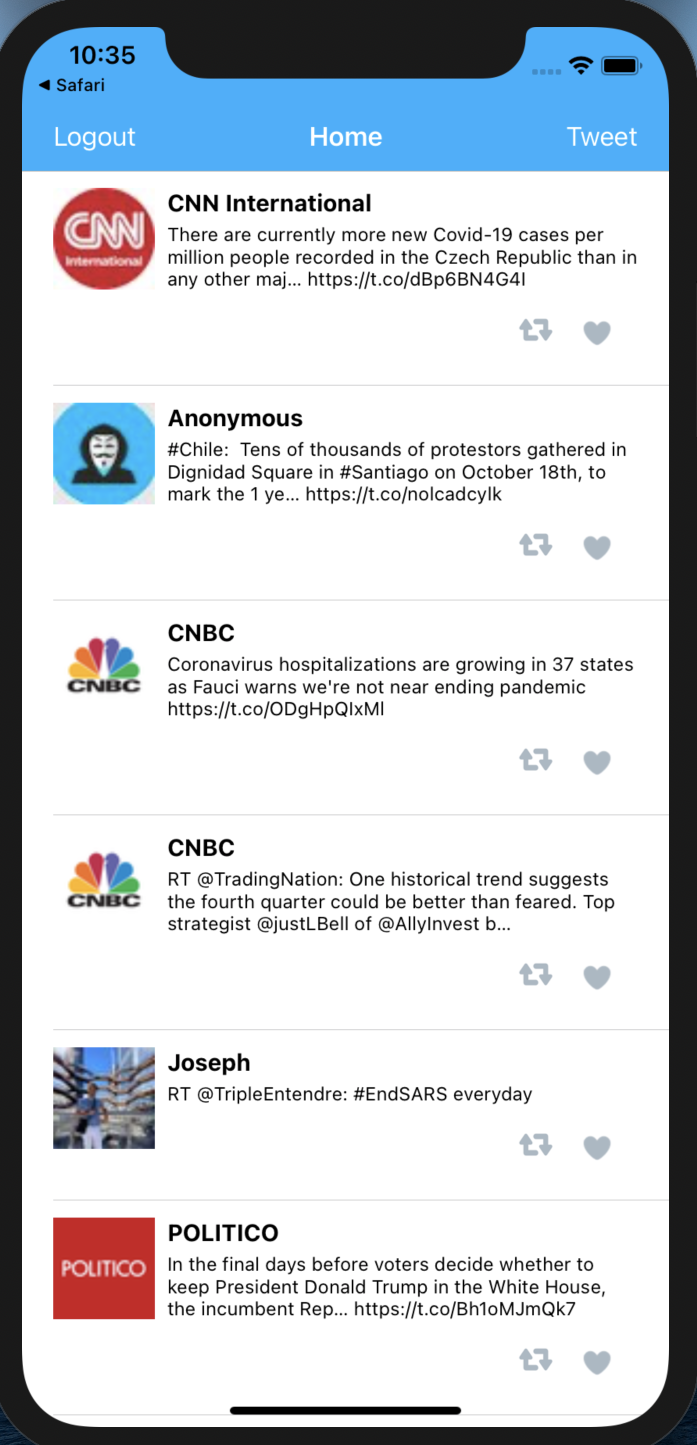 10:35
◀ Safari
Logout Home Tweet
CNN International
CNN
International
There are currently more new Covid-19 cases per
million people recorded in the Czech Republic than in
any other maj... https://t.co/dBp6BN4G4I
Anonymous
#Chile:  Tens of thousands of protestors gathered in
Dignidad Square in #Santiago on October 18th, to
mark the 1 ye... https://t.co/nolcadcylk
CNBC
CNBC
Coronavirus hospitalizations are growing in 37 states
as Fauci warns we're not near ending pandemic
https://t.co/ODgHpQIxMl
CNBC
CNBC
RT @TradingNation: One historical trend suggests
the fourth quarter could be better than feared. Top
strategist @justLBell of @AllyInvest b...
Joseph
RT @TripleEntendre: #EndSARS everyday
POLITICO
POLITICO
In the final days before voters decide whether to
keep President Donald Trump in the White House,
the incumbent Rep... https://t.co/Bh1oMJmQk7